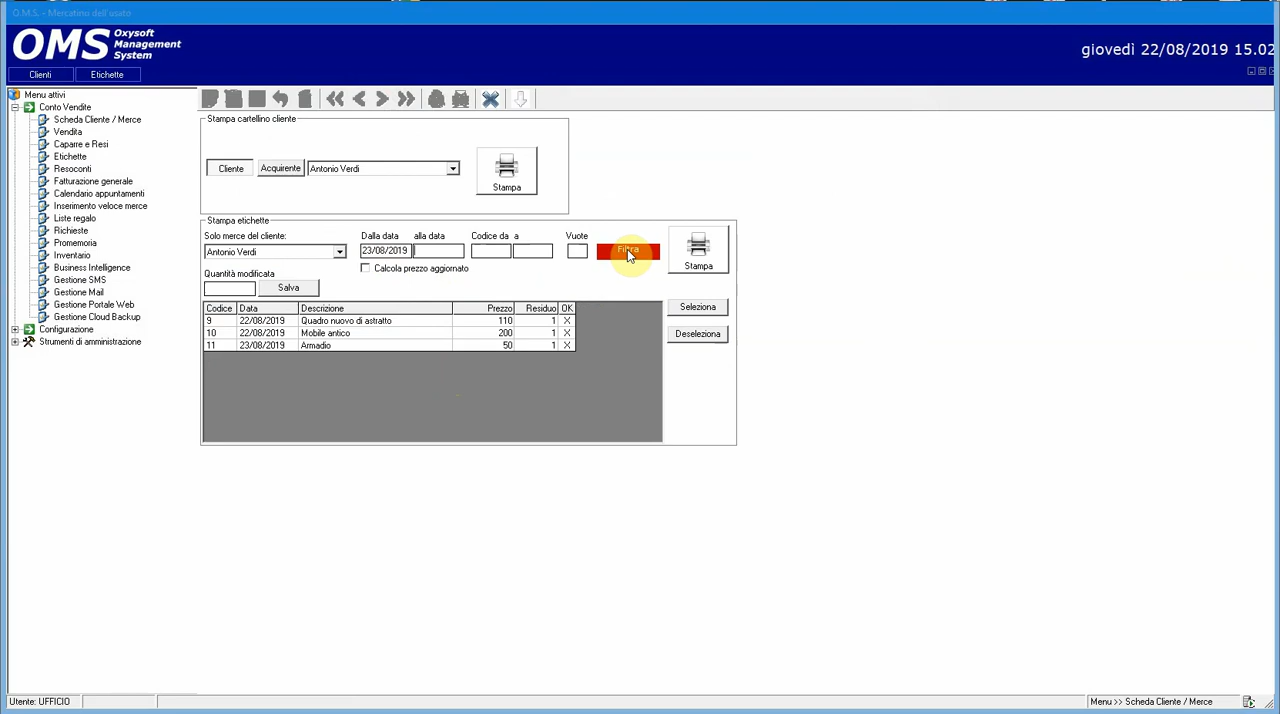 O.M.S. - Mercatino dell'usato
OMS Oxysoft
Management
System
giovedì 22/08/2019 15.02
Clienti Etichette
Menu attivi
Conto Vendite
Scheda Cliente / Merce
Vendita
Caparre e Resi
Etichette
Resoconti
Fatturazione generale
Calendario appuntamenti
Inserimento veloce merce
Liste regalo
Richieste
Promemoria
Inventario
Business Intelligence
Gestione SMS
Gestione Mail
Gestione Portale Web
Gestione Cloud Backup
Configurazione
Strumenti di amministrazione
Stampa cartellino cliente
Cliente Acquirente Antonio Verdi Stampa
Stampa etichette
Solo merce del cliente: Dalla data alla data Codice da a Vuote
Antonio Verdi 23/08/2019 Filtra Stampa
Calcola prezzo aggiornato
Quantità modificata
Salva
Codice Data Descrizione Prezzo Residuo OK
9 22/08/2019 Quadro nuovo di astratto 110 1 X
10 22/08/2019 Mobile antico 200 1 X
11 23/08/2019 Armadio 50 1 X
Seleziona
Deseleziona
Utente: UFFICIO
Menu >> Scheda Cliente / Merce